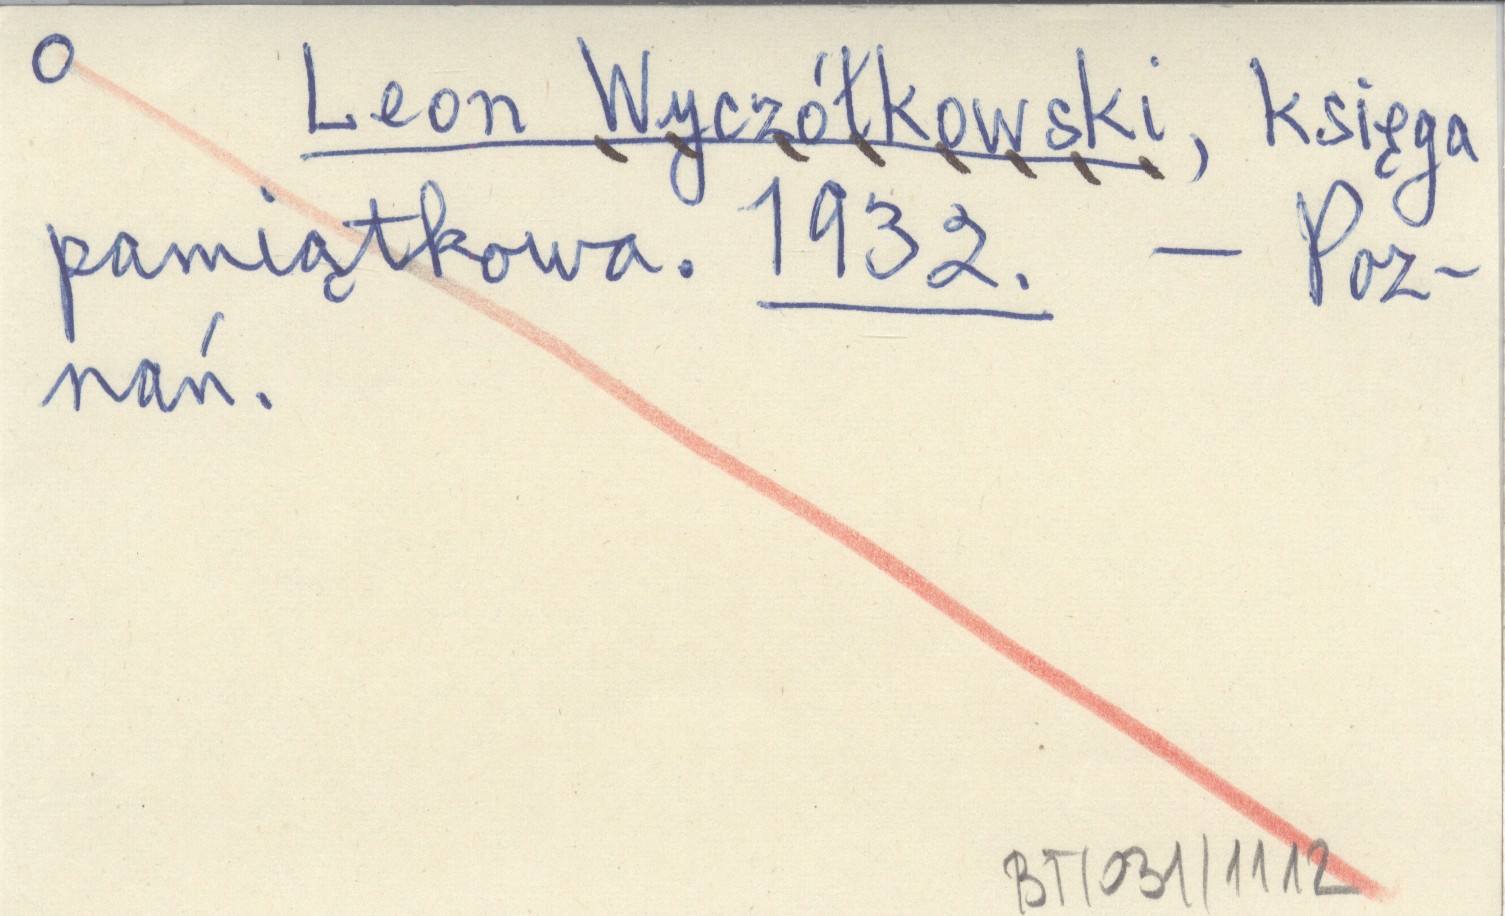 O Leon Wyczółkowski, księga
pamiątkowa. 1932. — Poz-
nań.
BT/031/1112